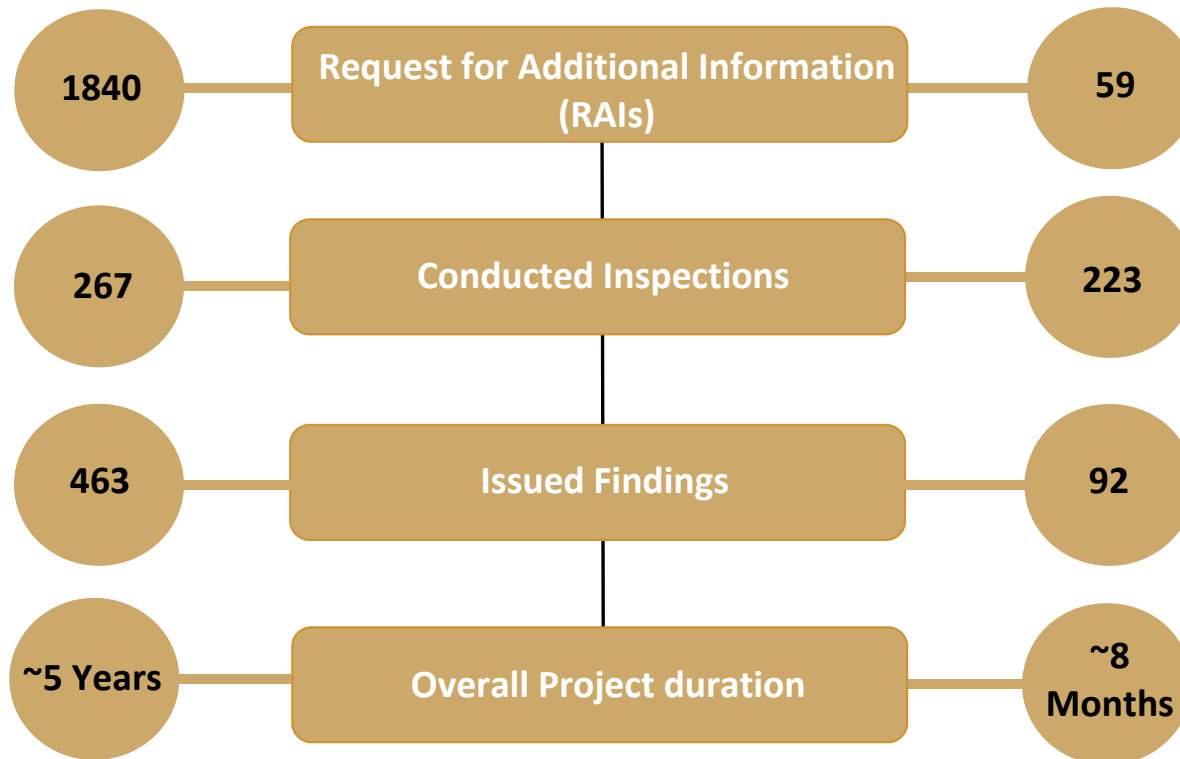 1840
Request for Additional Information
(RAIs)
59
267
Conducted Inspections
223
463
Issued Findings
92
~5 Years
Overall Project duration
~8
Months